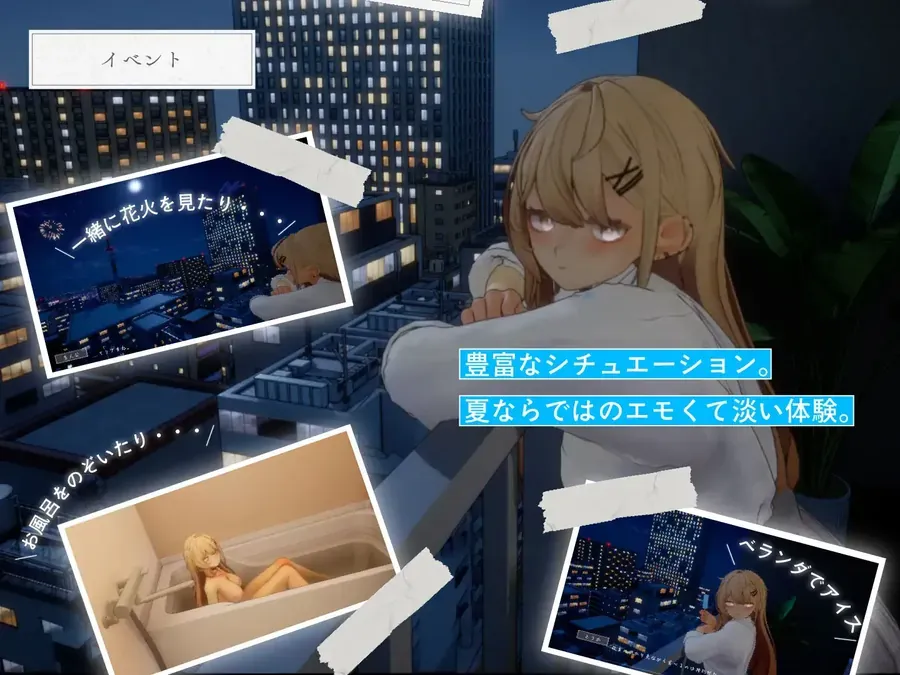 イベント
一緒に花火を見たり・・・
豊富なシチュエーション。
夏ならではのエモくて淡い体験。
お風呂をのぞいたり・・・
ベランダでアイス